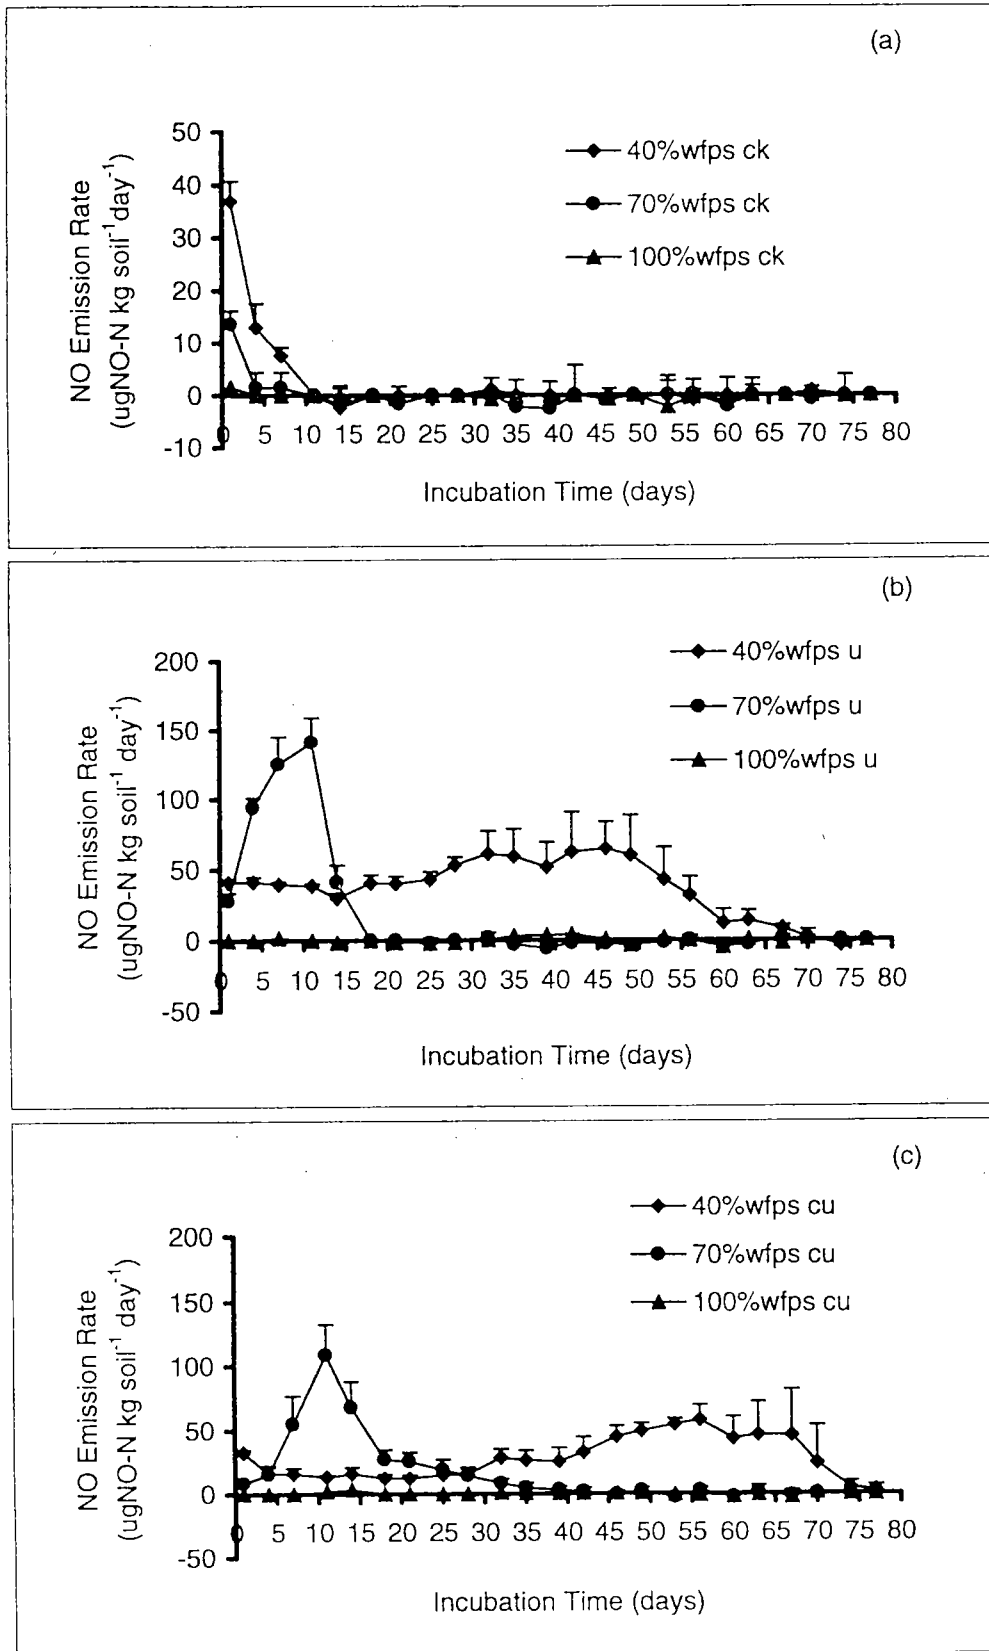 (a)
50
40
30
20
10
0
-10
NO Emission Rate
(ugNO-N kg soil⁻¹day⁻¹)
40%wfps ck
70%wfps ck
100%wfps ck
0 5 10 15 20 25 30 35 40 45 50 55 60 65 70 75 80
Incubation Time (days)
(b)
200
150
100
50
0
-50
NO Emission Rate
(ugNO-N kg soil⁻¹ day⁻¹)
40%wfps u
70%wfps u
100%wfps u
0 5 10 15 20 25 30 35 40 45 50 55 60 65 70 75 80
Incubation Time (days)
(c)
200
150
100
50
0
-50
NO Emission Rate
(ugNO-N kg soil⁻¹ day⁻¹)
40%wfps cu
70%wfps cu
100%wfps cu
0 5 10 15 20 25 30 35 40 45 50 55 60 65 70 75 80
Incubation Time (days)